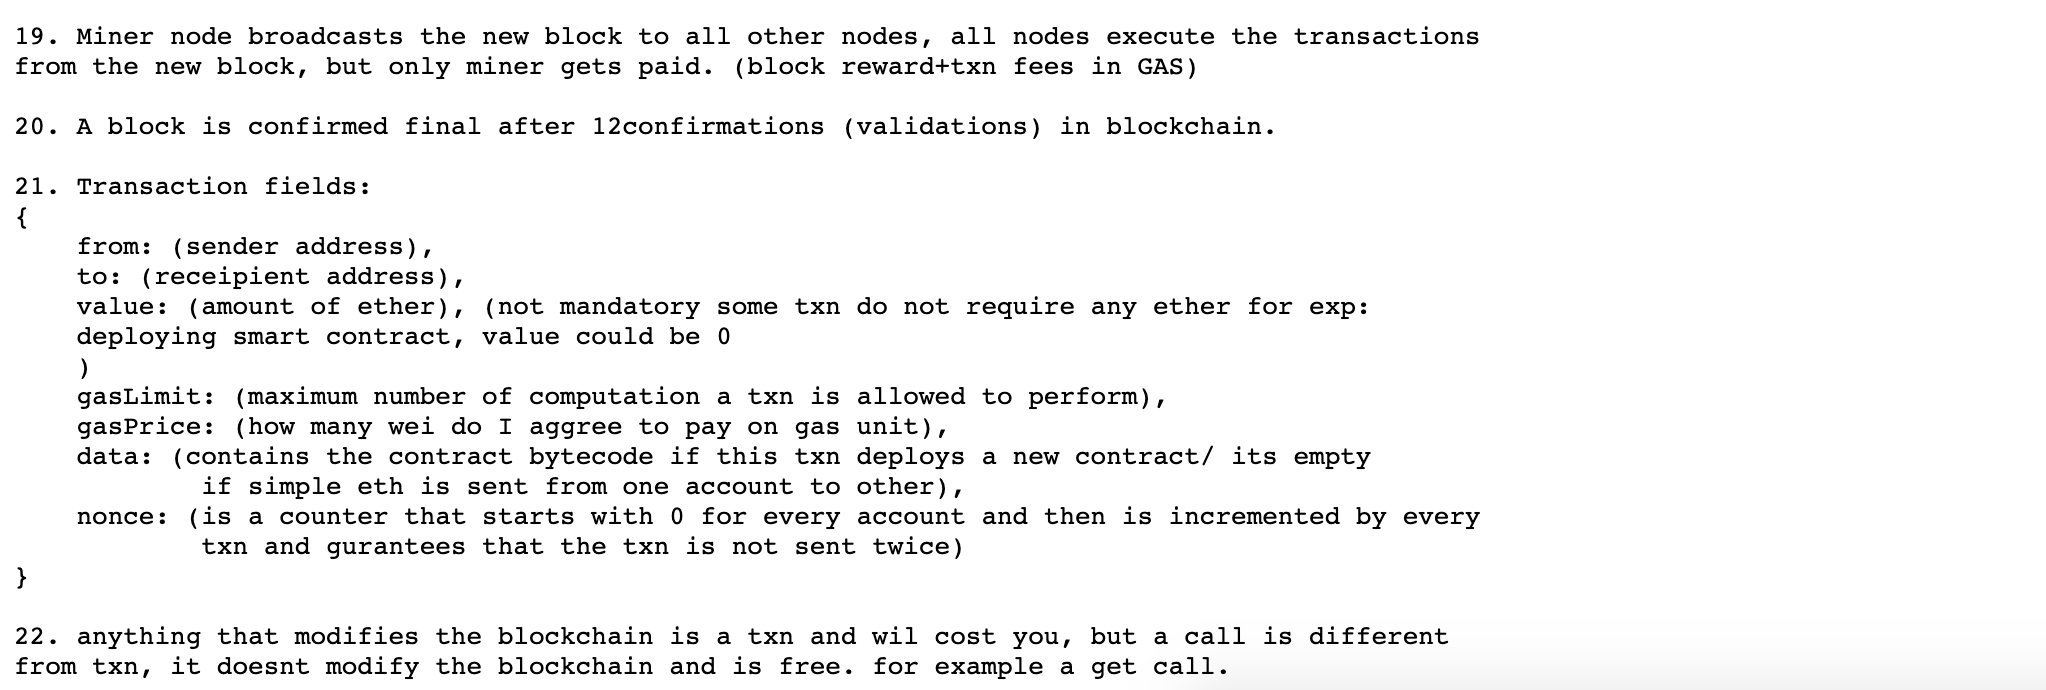 19. Miner node broadcasts the new block to all other nodes, all nodes execute the transactions
from the new block, but only miner gets paid. (block reward+txn fees in GAS)
20. A block is confirmed final after 12confirmations (validations) in blockchain.
21. Transaction fields:
{
from: (sender address),
to: (receipient address),
value: (amount of ether), (not mandatory some txn do not require any ether for exp:
deploying smart contract, value could be 0
)
gasLimit: (maximum number of computation a txn is allowed to perform),
gasPrice: (how many wei do I aggree to pay on gas unit),
data: (contains the contract bytecode if this txn deploys a new contract/ its empty
if simple eth is sent from one account to other),
nonce: (is a counter that starts with 0 for every account and then is incremented by every
txn and gurantees that the txn is not sent twice)
}
22. anything that modifies the blockchain is a txn and wil cost you, but a call is different
from txn, it doesnt modify the blockchain and is free. for example a get call.